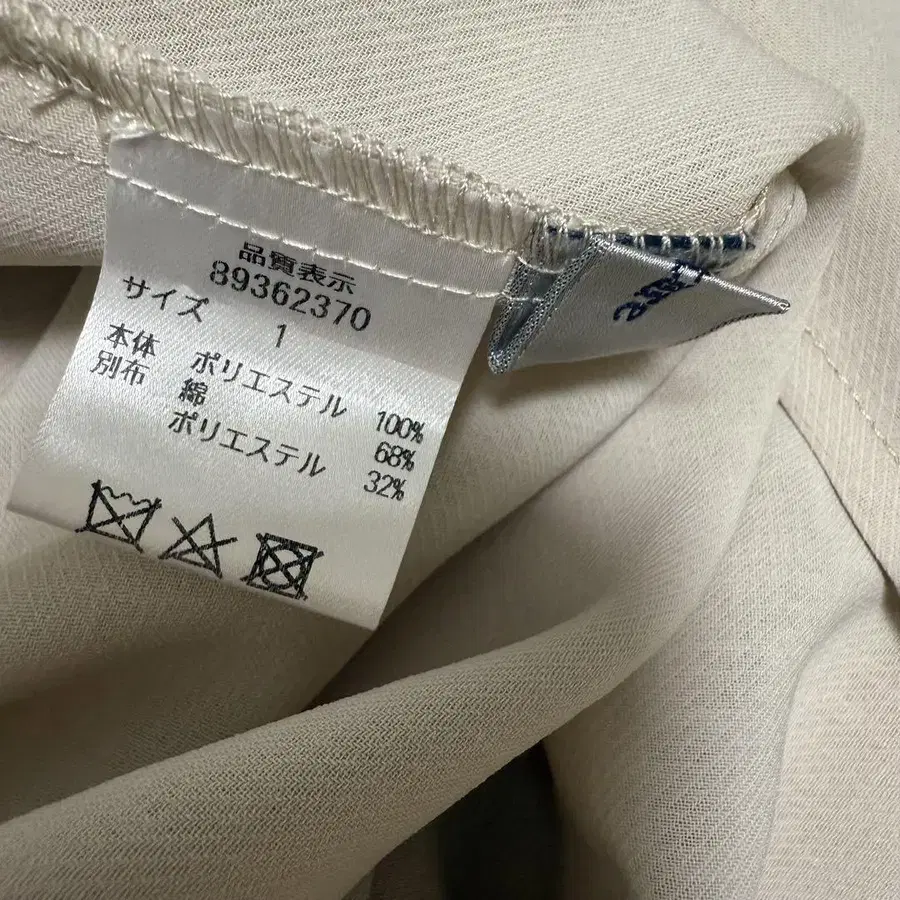 品質表示
89362370
サイズ 1
本体 ポリエステル 100%
別布 綿 68%
ポリエステル 32%